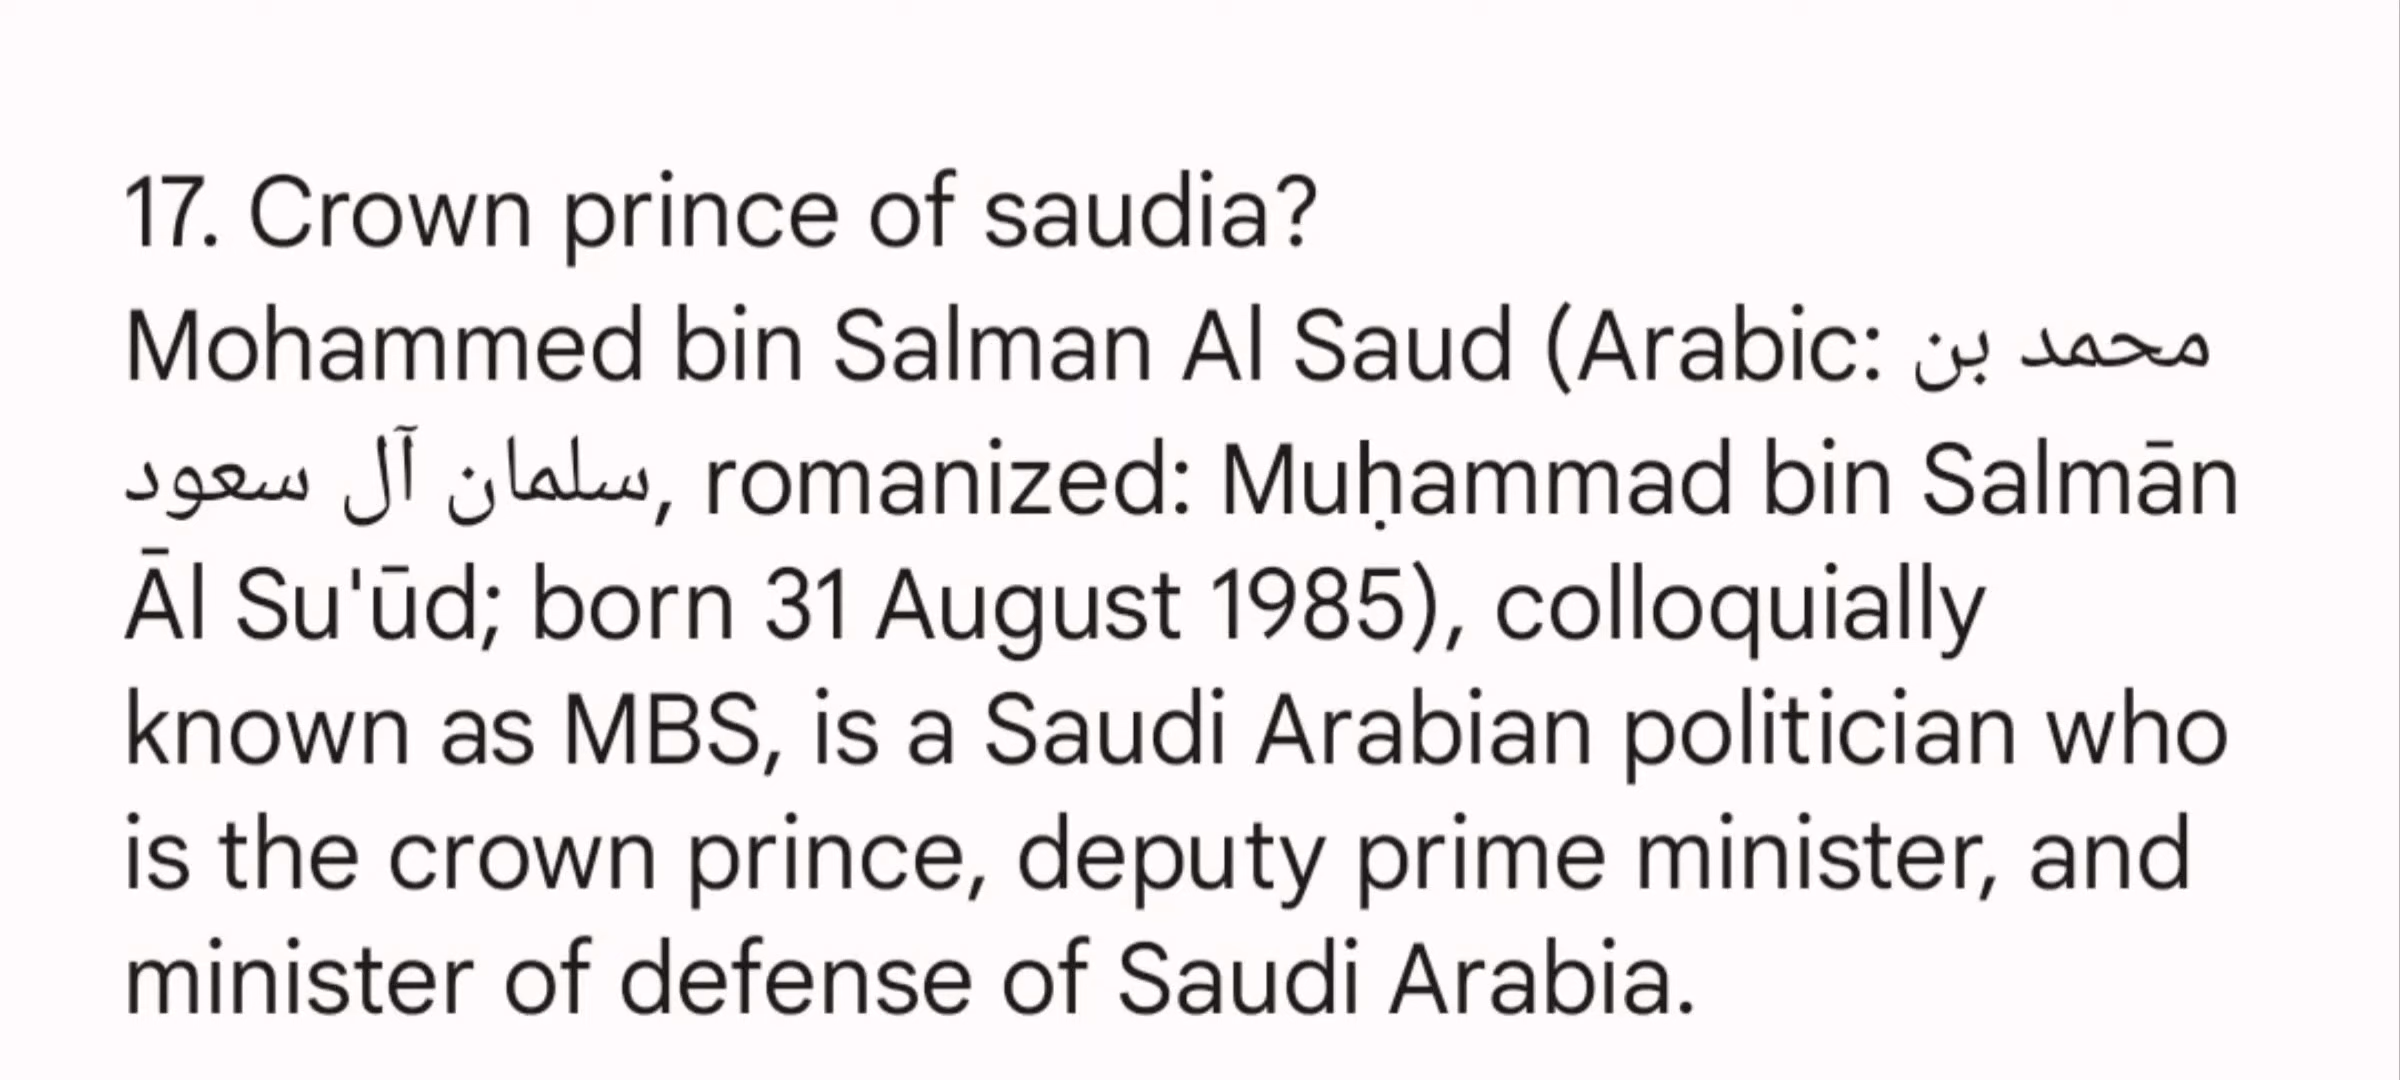 17. Crown prince of saudia?
Mohammed bin Salman Al Saud (Arabic: محمد بن
سلمان آل سعود, romanized: Muḥammad bin Salmān
Āl Su'ūd; born 31 August 1985), colloquially
known as MBS, is a Saudi Arabian politician who
is the crown prince, deputy prime minister, and
minister of defense of Saudi Arabia.